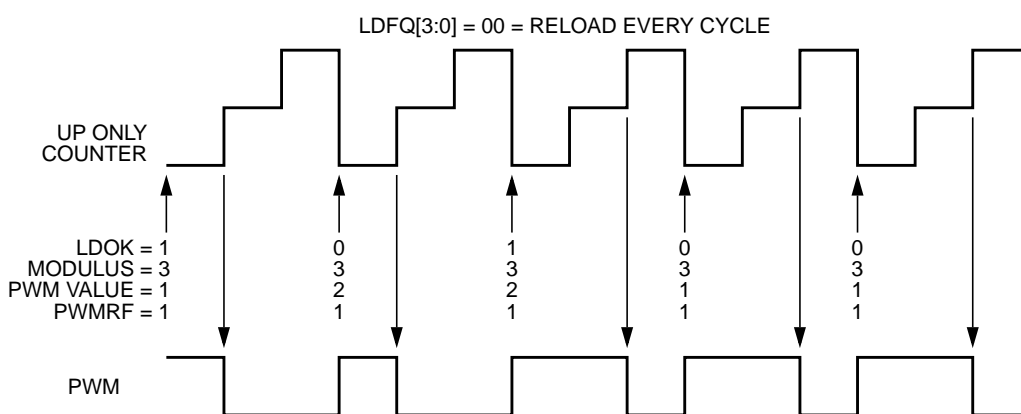 LDFQ[3:0] = 00 = RELOAD EVERY CYCLE
UP ONLY
COUNTER
LDOK = 1 0 1 0 0
MODULUS = 3 3 3 3 3
PWM VALUE = 1 2 2 1 1
PWMRF = 1 1 1 1 1
PWM